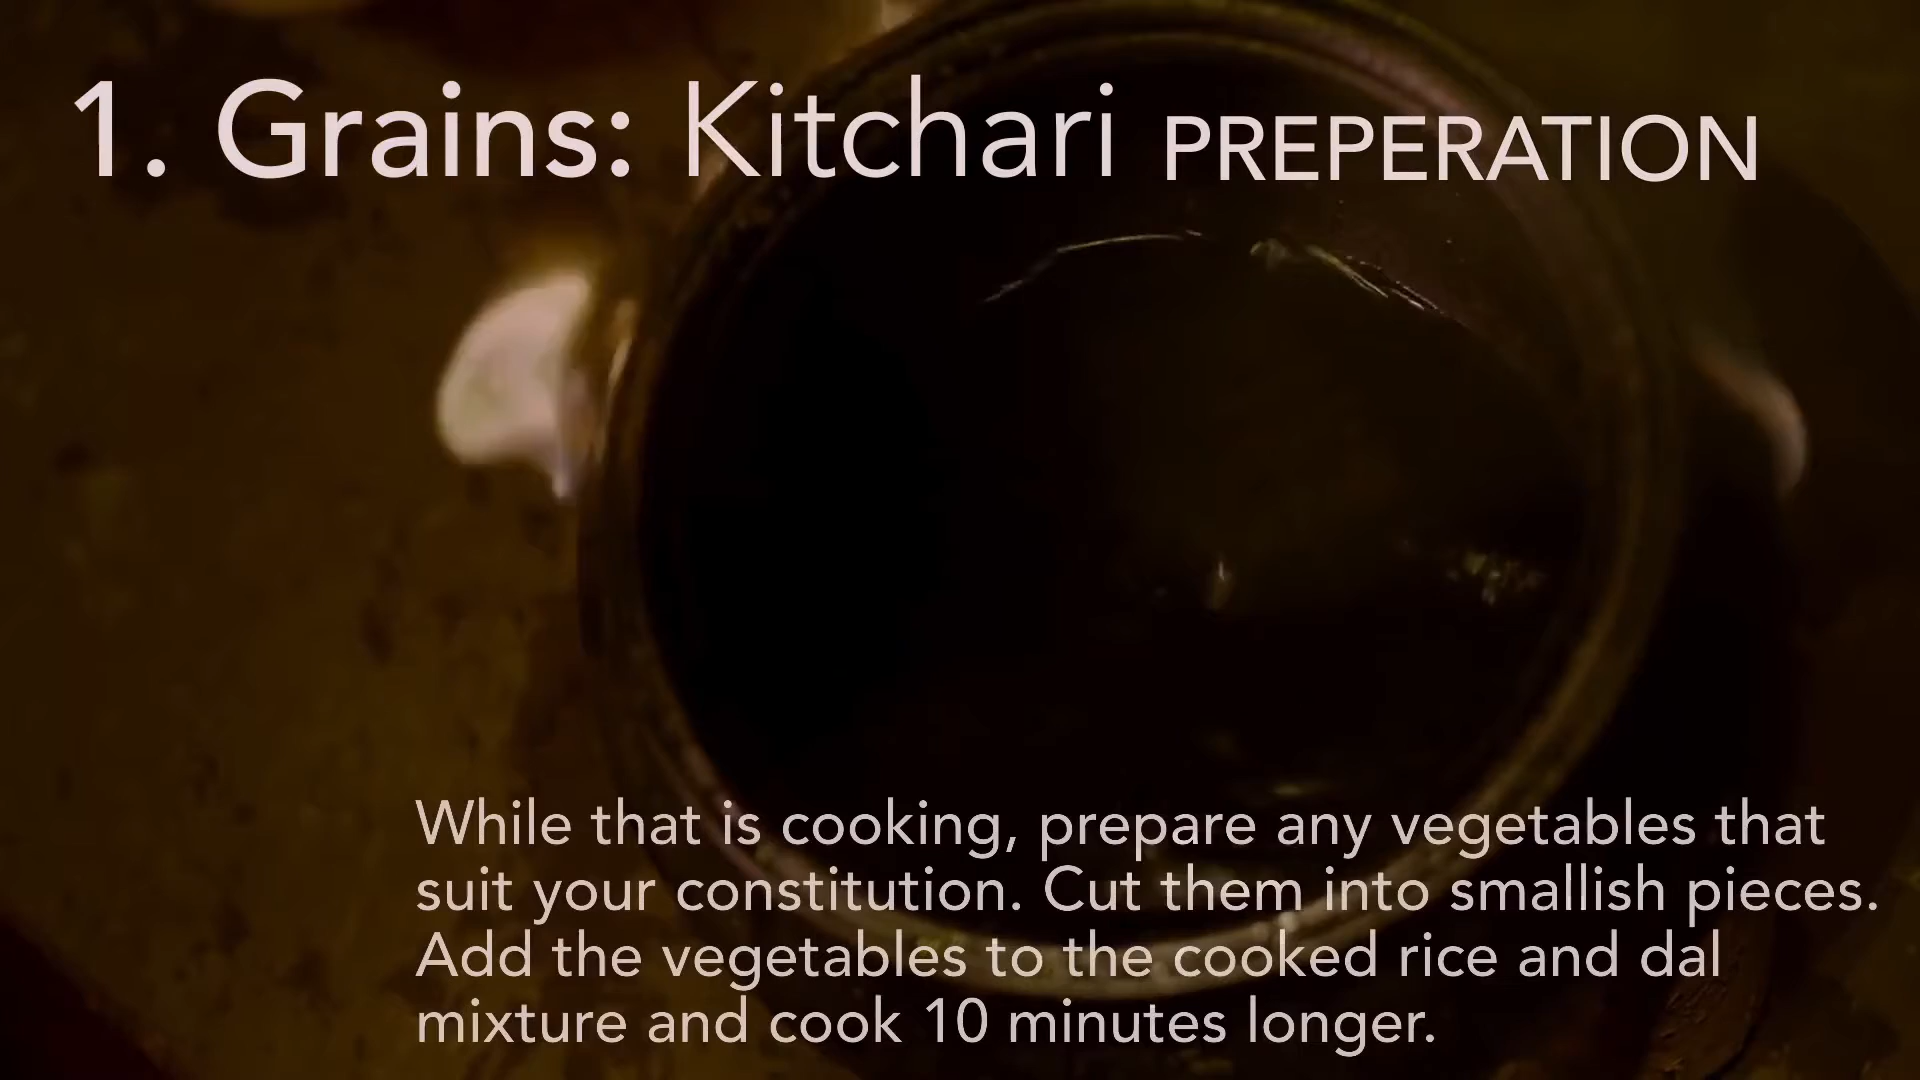 1. Grains: Kitchari PREPERATION
While that is cooking, prepare any vegetables that
suit your constitution. Cut them into smallish pieces.
Add the vegetables to the cooked rice and dal
mixture and cook 10 minutes longer.